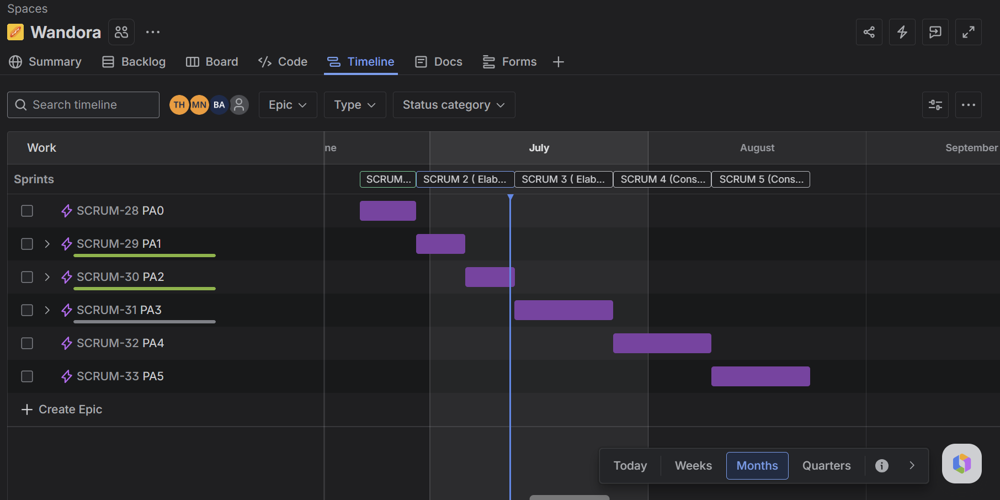 Spaces
Wandora
Summary Backlog Board Code Timeline Docs Forms
Search timeline TH MN BA Epic Type Status category
Work ne July August September
Sprints SCRUM... SCRUM 2 ( Elab... SCRUM 3 ( Elab... SCRUM 4 (Cons... SCRUM 5 (Cons...
SCRUM-28 PA0
SCRUM-29 PA1
SCRUM-30 PA2
SCRUM-31 PA3
SCRUM-32 PA4
SCRUM-33 PA5
Create Epic
Today Weeks Months Quarters